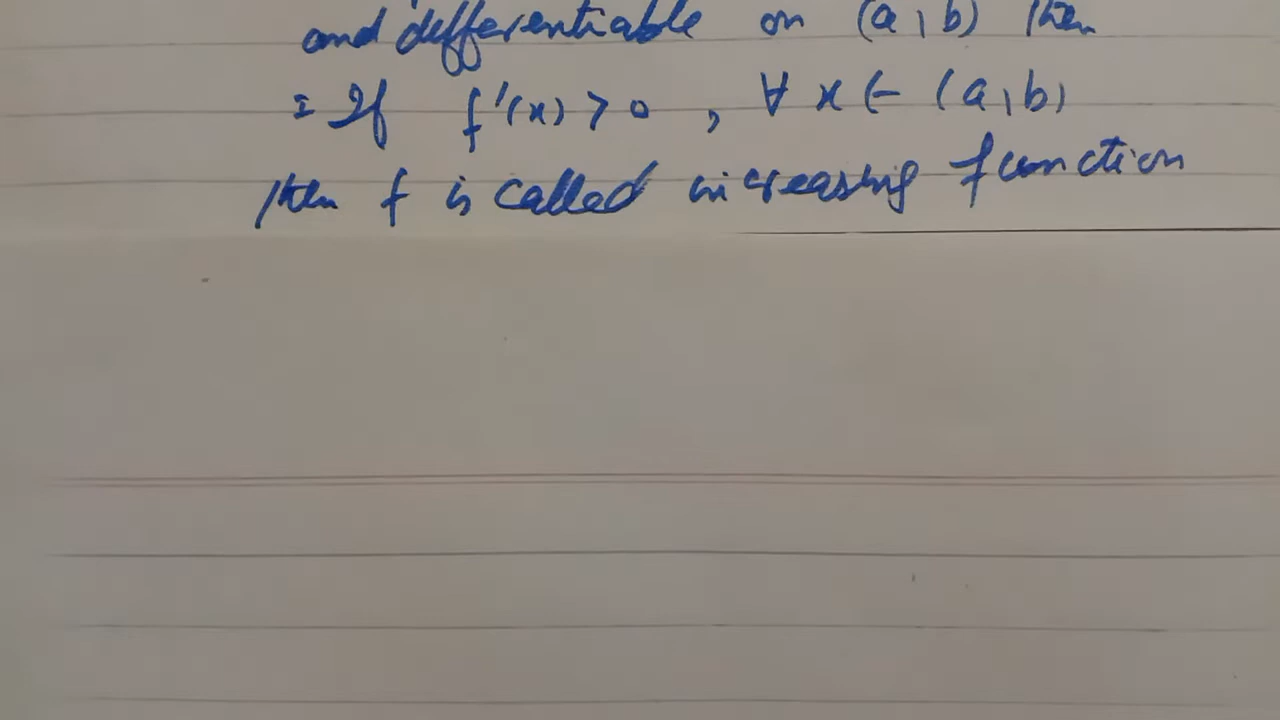 and differentiable on (a, b) then
= If f'(x) > 0 , ∀ x ∈ (a, b)
then f is called increasing function